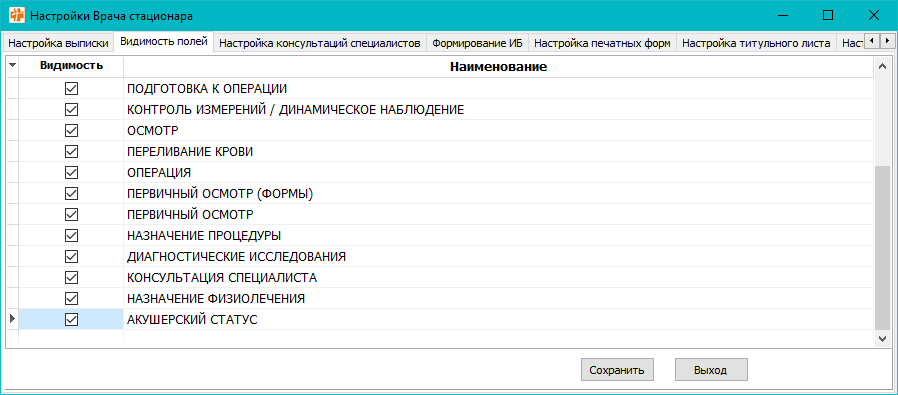 Настройки Врача стационара
Настройка выписки Видимость полей Настройка консультаций специалистов Формирование ИБ Настройка печатных форм Настройка титульного листа Наст
Видимость Наименование
ПОДГОТОВКА К ОПЕРАЦИИ
КОНТРОЛЬ ИЗМЕРЕНИЙ / ДИНАМИЧЕСКОЕ НАБЛЮДЕНИЕ
ОСМОТР
ПЕРЕЛИВАНИЕ КРОВИ
ОПЕРАЦИЯ
ПЕРВИЧНЫЙ ОСМОТР (ФОРМЫ)
ПЕРВИЧНЫЙ ОСМОТР
НАЗНАЧЕНИЕ ПРОЦЕДУРЫ
ДИАГНОСТИЧЕСКИЕ ИССЛЕДОВАНИЯ
КОНСУЛЬТАЦИЯ СПЕЦИАЛИСТА
НАЗНАЧЕНИЕ ФИЗИОЛЕЧЕНИЯ
АКУШЕРСКИЙ СТАТУС
Сохранить Выход